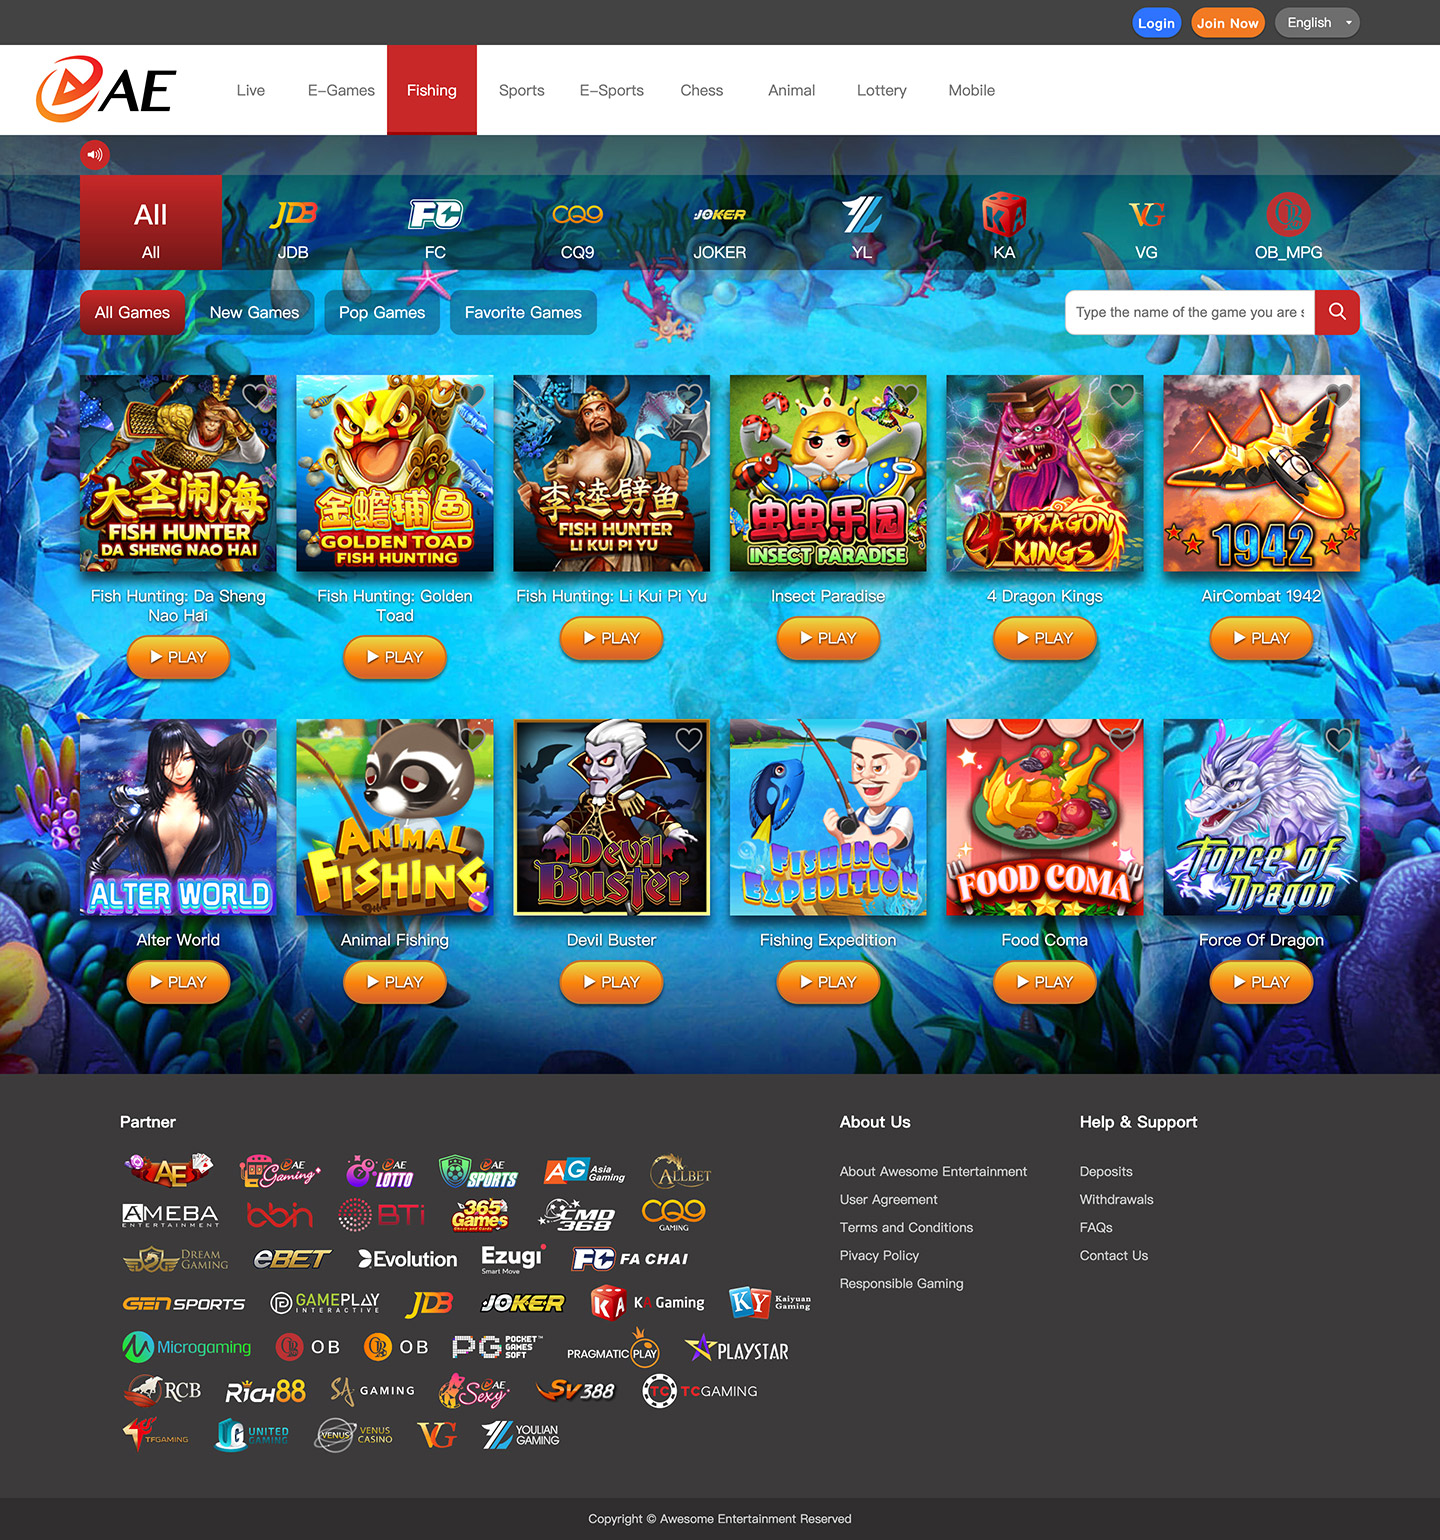 Login
Join Now
English
AE
Live
E-Games
Fishing
Sports
E-Sports
Chess
Animal
Lottery
Mobile
All
All
JDB
JDB
FC
FC
CQ9
CQ9
JOKER
JOKER
YL
KA
KA
VG
VG
OB
OB_MPG
All Games
New Games
Pop Games
Favorite Games
Type the name of the game you are s
大圣闹海
FISH HUNTER
DA SHENG NAO HAI
金蟾捕鱼
GOLDEN TOAD
FISH HUNTING
李逵劈鱼
FISH HUNTER
LI KUI PI YU
虫虫乐园
INSECT PARADISE
4 DRAGON
KINGS
1942
Fish Hunting: Da Sheng
Nao Hai
Fish Hunting: Golden
Toad
Fish Hunting: Li Kui Pi Yu
Insect Paradise
4 Dragon Kings
AirCombat 1942
PLAY
PLAY
PLAY
PLAY
PLAY
PLAY
ALTER WORLD
ANIMAL
FISHING
Devil
Buster
FISHING
EXPEDITION
FOOD COMA
Force of
Dragon
Alter World
Animal Fishing
Devil Buster
Fishing Expedition
Food Coma
Force Of Dragon
PLAY
PLAY
PLAY
PLAY
PLAY
PLAY
Partner
AE
AE Gaming
AE LOTTO
AE SPORTS
AG Asia Gaming
ALLBET
AMEBA ENTERTAINMENT
bbin
BTi
365 Games Chess and Cards
CMD 368
CQ9 GAMING
DREAM GAMING
eBET
Evolution
Ezugi Smart Move
FC FA CHAI
GEN SPORTS
GAMEPLAY INTERACTIVE
JDB
JOKER
KA KA Gaming
KY Kaiyuan Gaming
Microgaming
OB
OB
PG POCKET GAMES SOFT™
PRAGMATIC PLAY
PLAYSTAR
RCB
RICH88
SA GAMING
AE Sexy
SV388
TC TCGAMING
TFGAMING
UG UNITED GAMING
VENUS VENUS CASINO
VG
YOULIAN GAMING
About Us
About Awesome Entertainment
User Agreement
Terms and Conditions
Pivacy Policy
Responsible Gaming
Help & Support
Deposits
Withdrawals
FAQs
Contact Us
Copyright © Awesome Entertainment Reserved